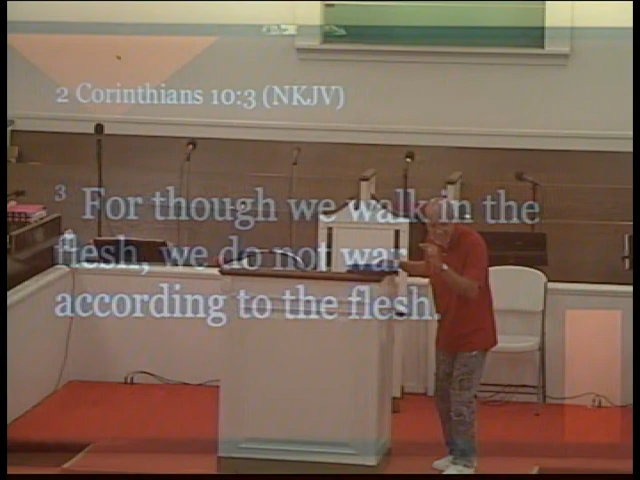 2 Corinthians 10:3 (NKJV)
3 For though we walk in the
flesh, we do not war
according to the flesh.